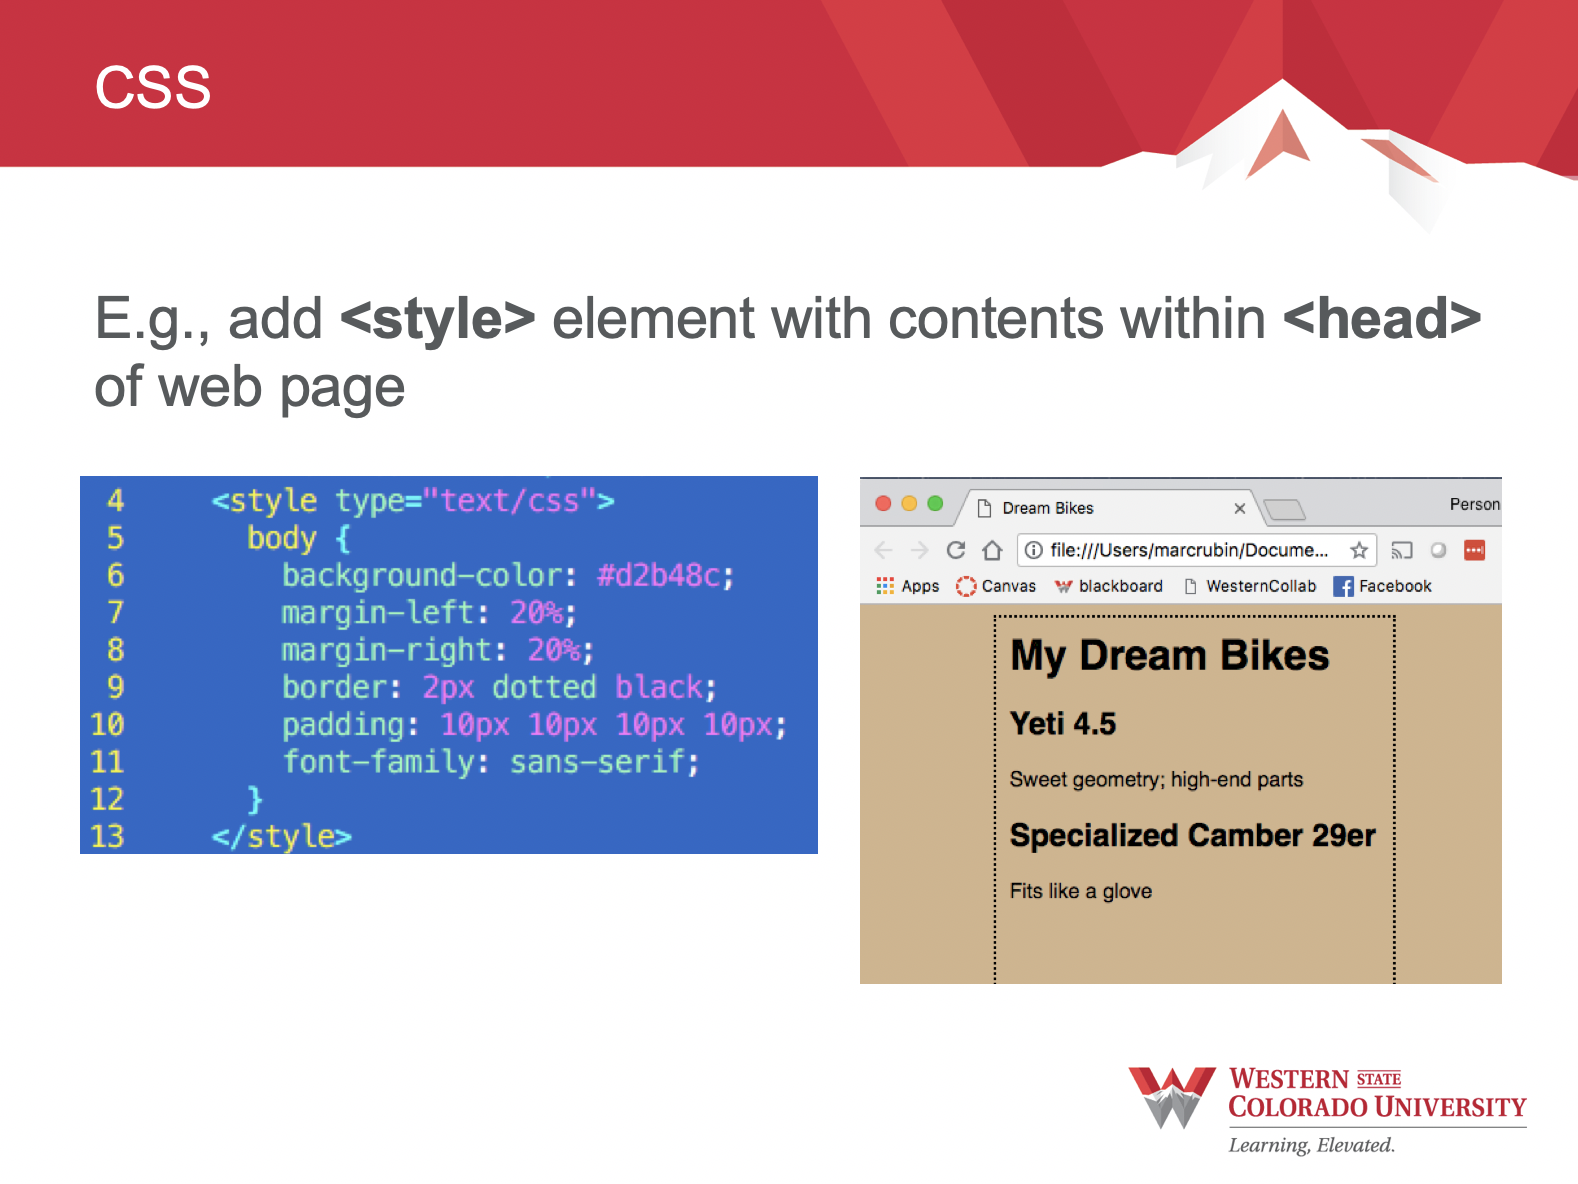 CSS
E.g., add <style> element with contents within <head>
of web page
4 <style type="text/css">
5 body {
6 background-color: #d2b48c;
7 margin-left: 20%;
8 margin-right: 20%;
9 border: 2px dotted black;
10 padding: 10px 10px 10px 10px;
11 font-family: sans-serif;
12 }
13 </style>
Dream Bikes
Person
file:///Users/marcrubin/Docume...
Apps Canvas blackboard WesternCollab Facebook
My Dream Bikes
Yeti 4.5
Sweet geometry; high-end parts
Specialized Camber 29er
Fits like a glove
WESTERN STATE
COLORADO UNIVERSITY
Learning, Elevated.